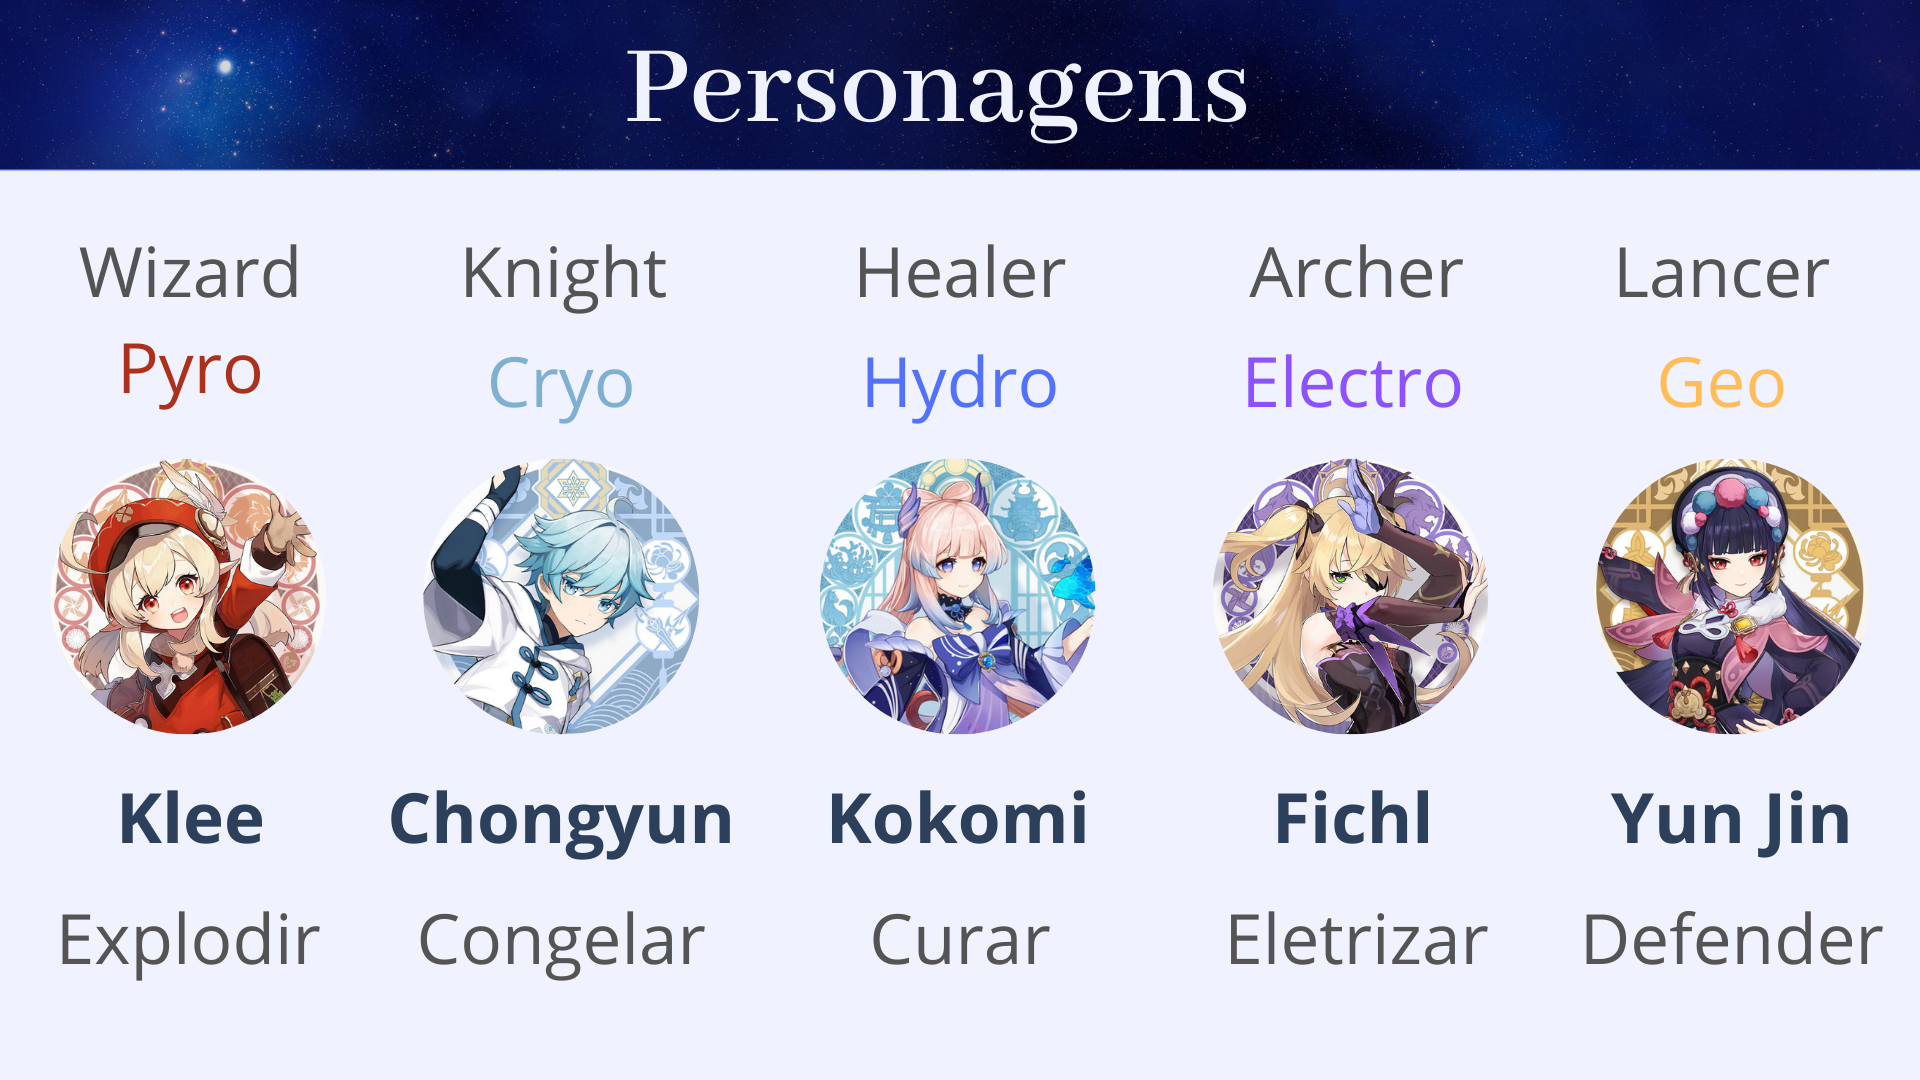 Personagens
Wizard Knight Healer Archer Lancer
Pyro Cryo Hydro Electro Geo
Klee Chongyun Kokomi Fichl Yun Jin
Explodir Congelar Curar Eletrizar Defender